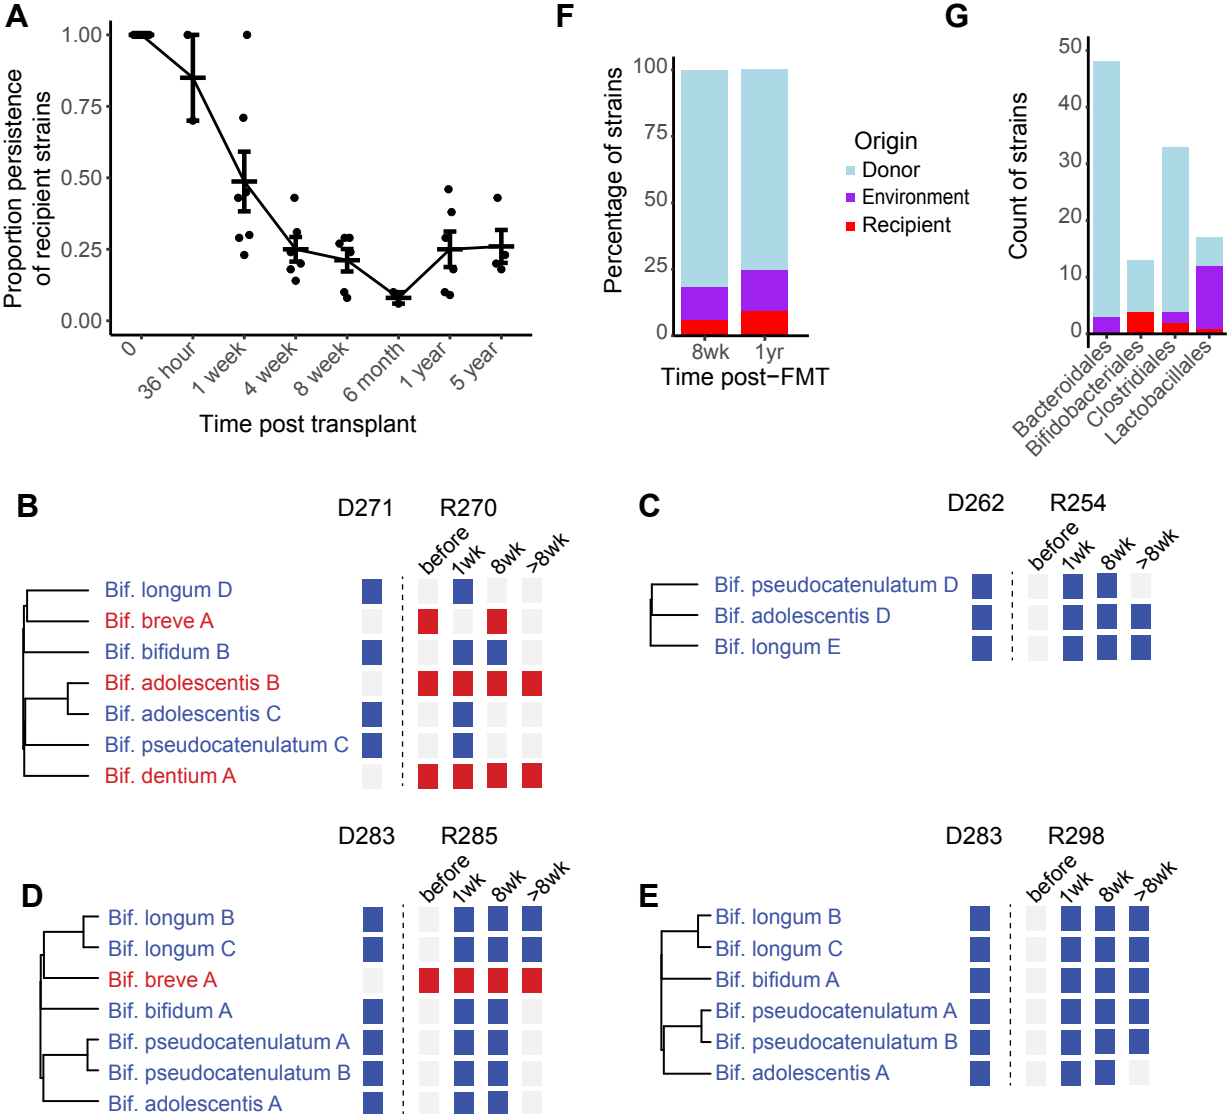 A
Proportion persistence
of recipient strains
1.00
0.75
0.50
0.25
0.00
0
36 hour
1 week
4 week
8 week
6 month
1 year
5 year
Time post transplant
F
Percentage of strains
100
75
50
25
0
8wk
1yr
Time post−FMT
Origin
Donor
Environment
Recipient
G
Count of strains
50
40
30
20
10
0
Bacteroidales
Bifidobacteriales
Clostridiales
Lactobacillales
B
D271
R270
before
1wk
8wk
>8wk
Bif. longum D
Bif. breve A
Bif. bifidum B
Bif. adolescentis B
Bif. adolescentis C
Bif. pseudocatenulatum C
Bif. dentium A
C
D262
R254
before
1wk
8wk
>8wk
Bif. pseudocatenulatum D
Bif. adolescentis D
Bif. longum E
D
D283
R285
before
1wk
8wk
>8wk
Bif. longum B
Bif. longum C
Bif. breve A
Bif. bifidum A
Bif. pseudocatenulatum A
Bif. pseudocatenulatum B
Bif. adolescentis A
E
D283
R298
before
1wk
8wk
>8wk
Bif. longum B
Bif. longum C
Bif. bifidum A
Bif. pseudocatenulatum A
Bif. pseudocatenulatum B
Bif. adolescentis A